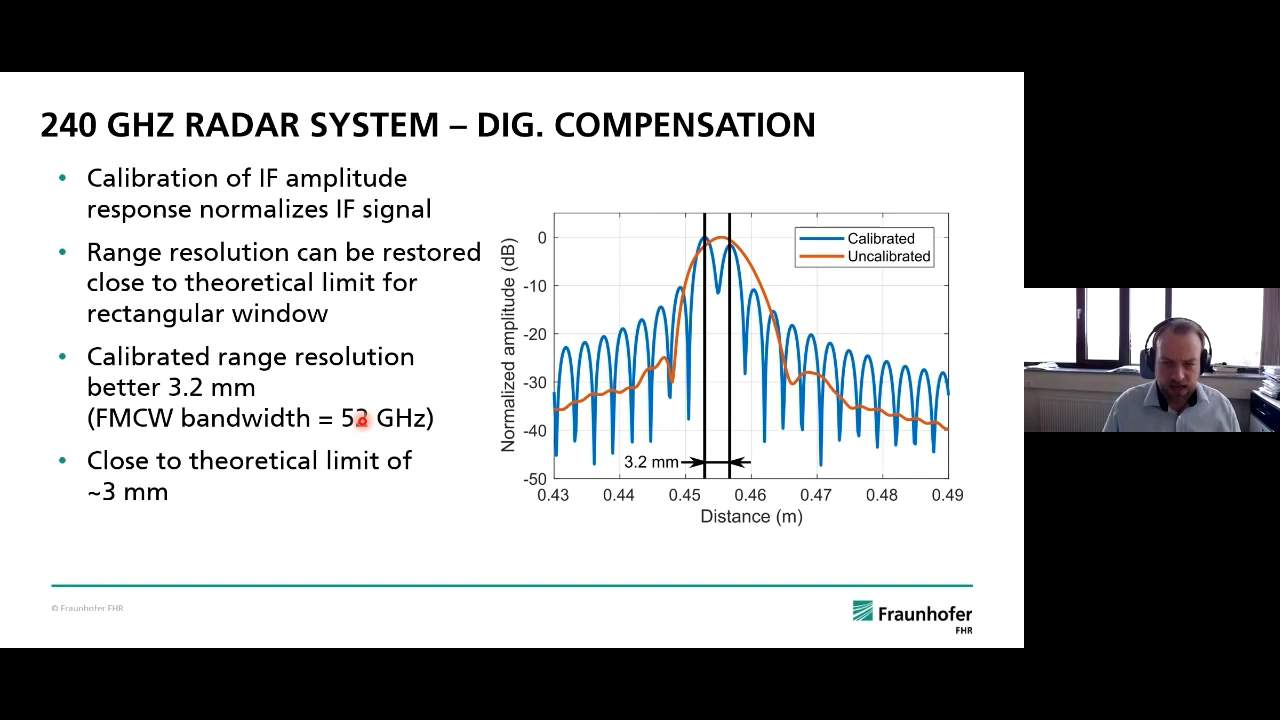 240 GHZ RADAR SYSTEM – DIG. COMPENSATION
• Calibration of IF amplitude
response normalizes IF signal
• Range resolution can be restored
close to theoretical limit for
rectangular window
• Calibrated range resolution
better 3.2 mm
(FMCW bandwidth = GHz)
• Close to theoretical limit of
~3 mm
Normalized amplitude (dB)
0
-10
-20
-30
-40
-50
Calibrated
Uncalibrated
3.2 mm
0.43 0.44 0.45 0.46 0.47 0.48 0.49
Distance (m)
© Fraunhofer FHR
Fraunhofer
FHR